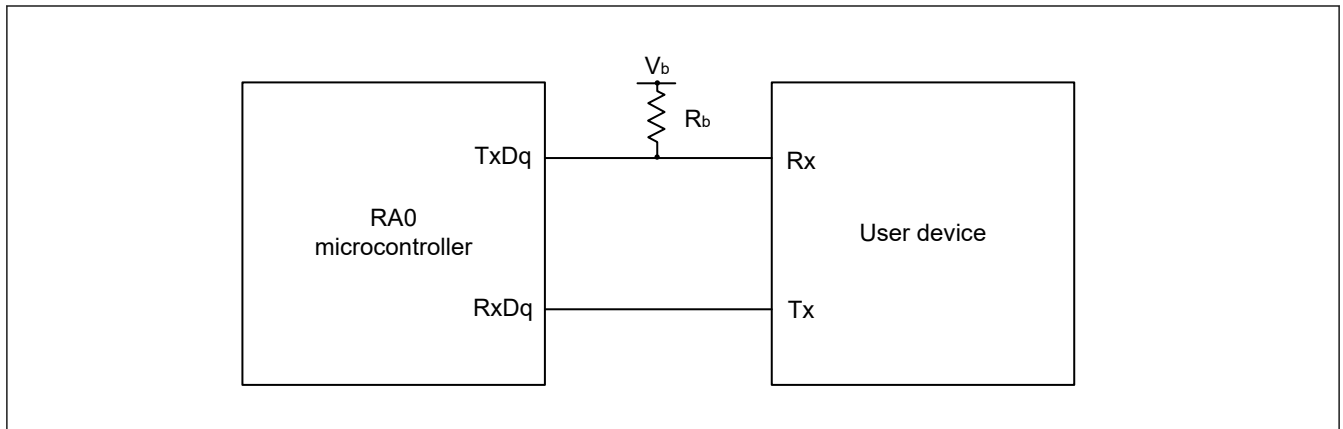 Vb
Rb
TxDq
Rx
RA0
microcontroller
User device
RxDq
Tx